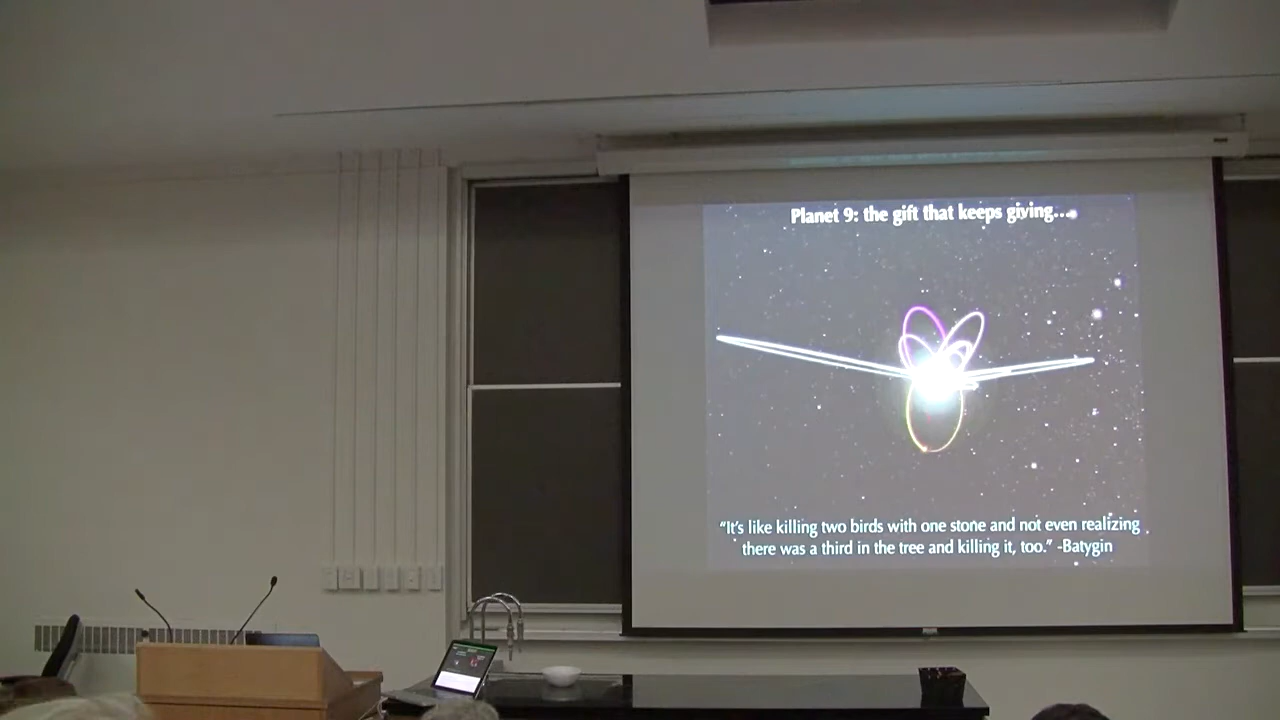 Planet 9: the gift that keeps giving...
“It’s like killing two birds with one stone and not even realizing
there was a third in the tree and killing it, too.” -Batygin